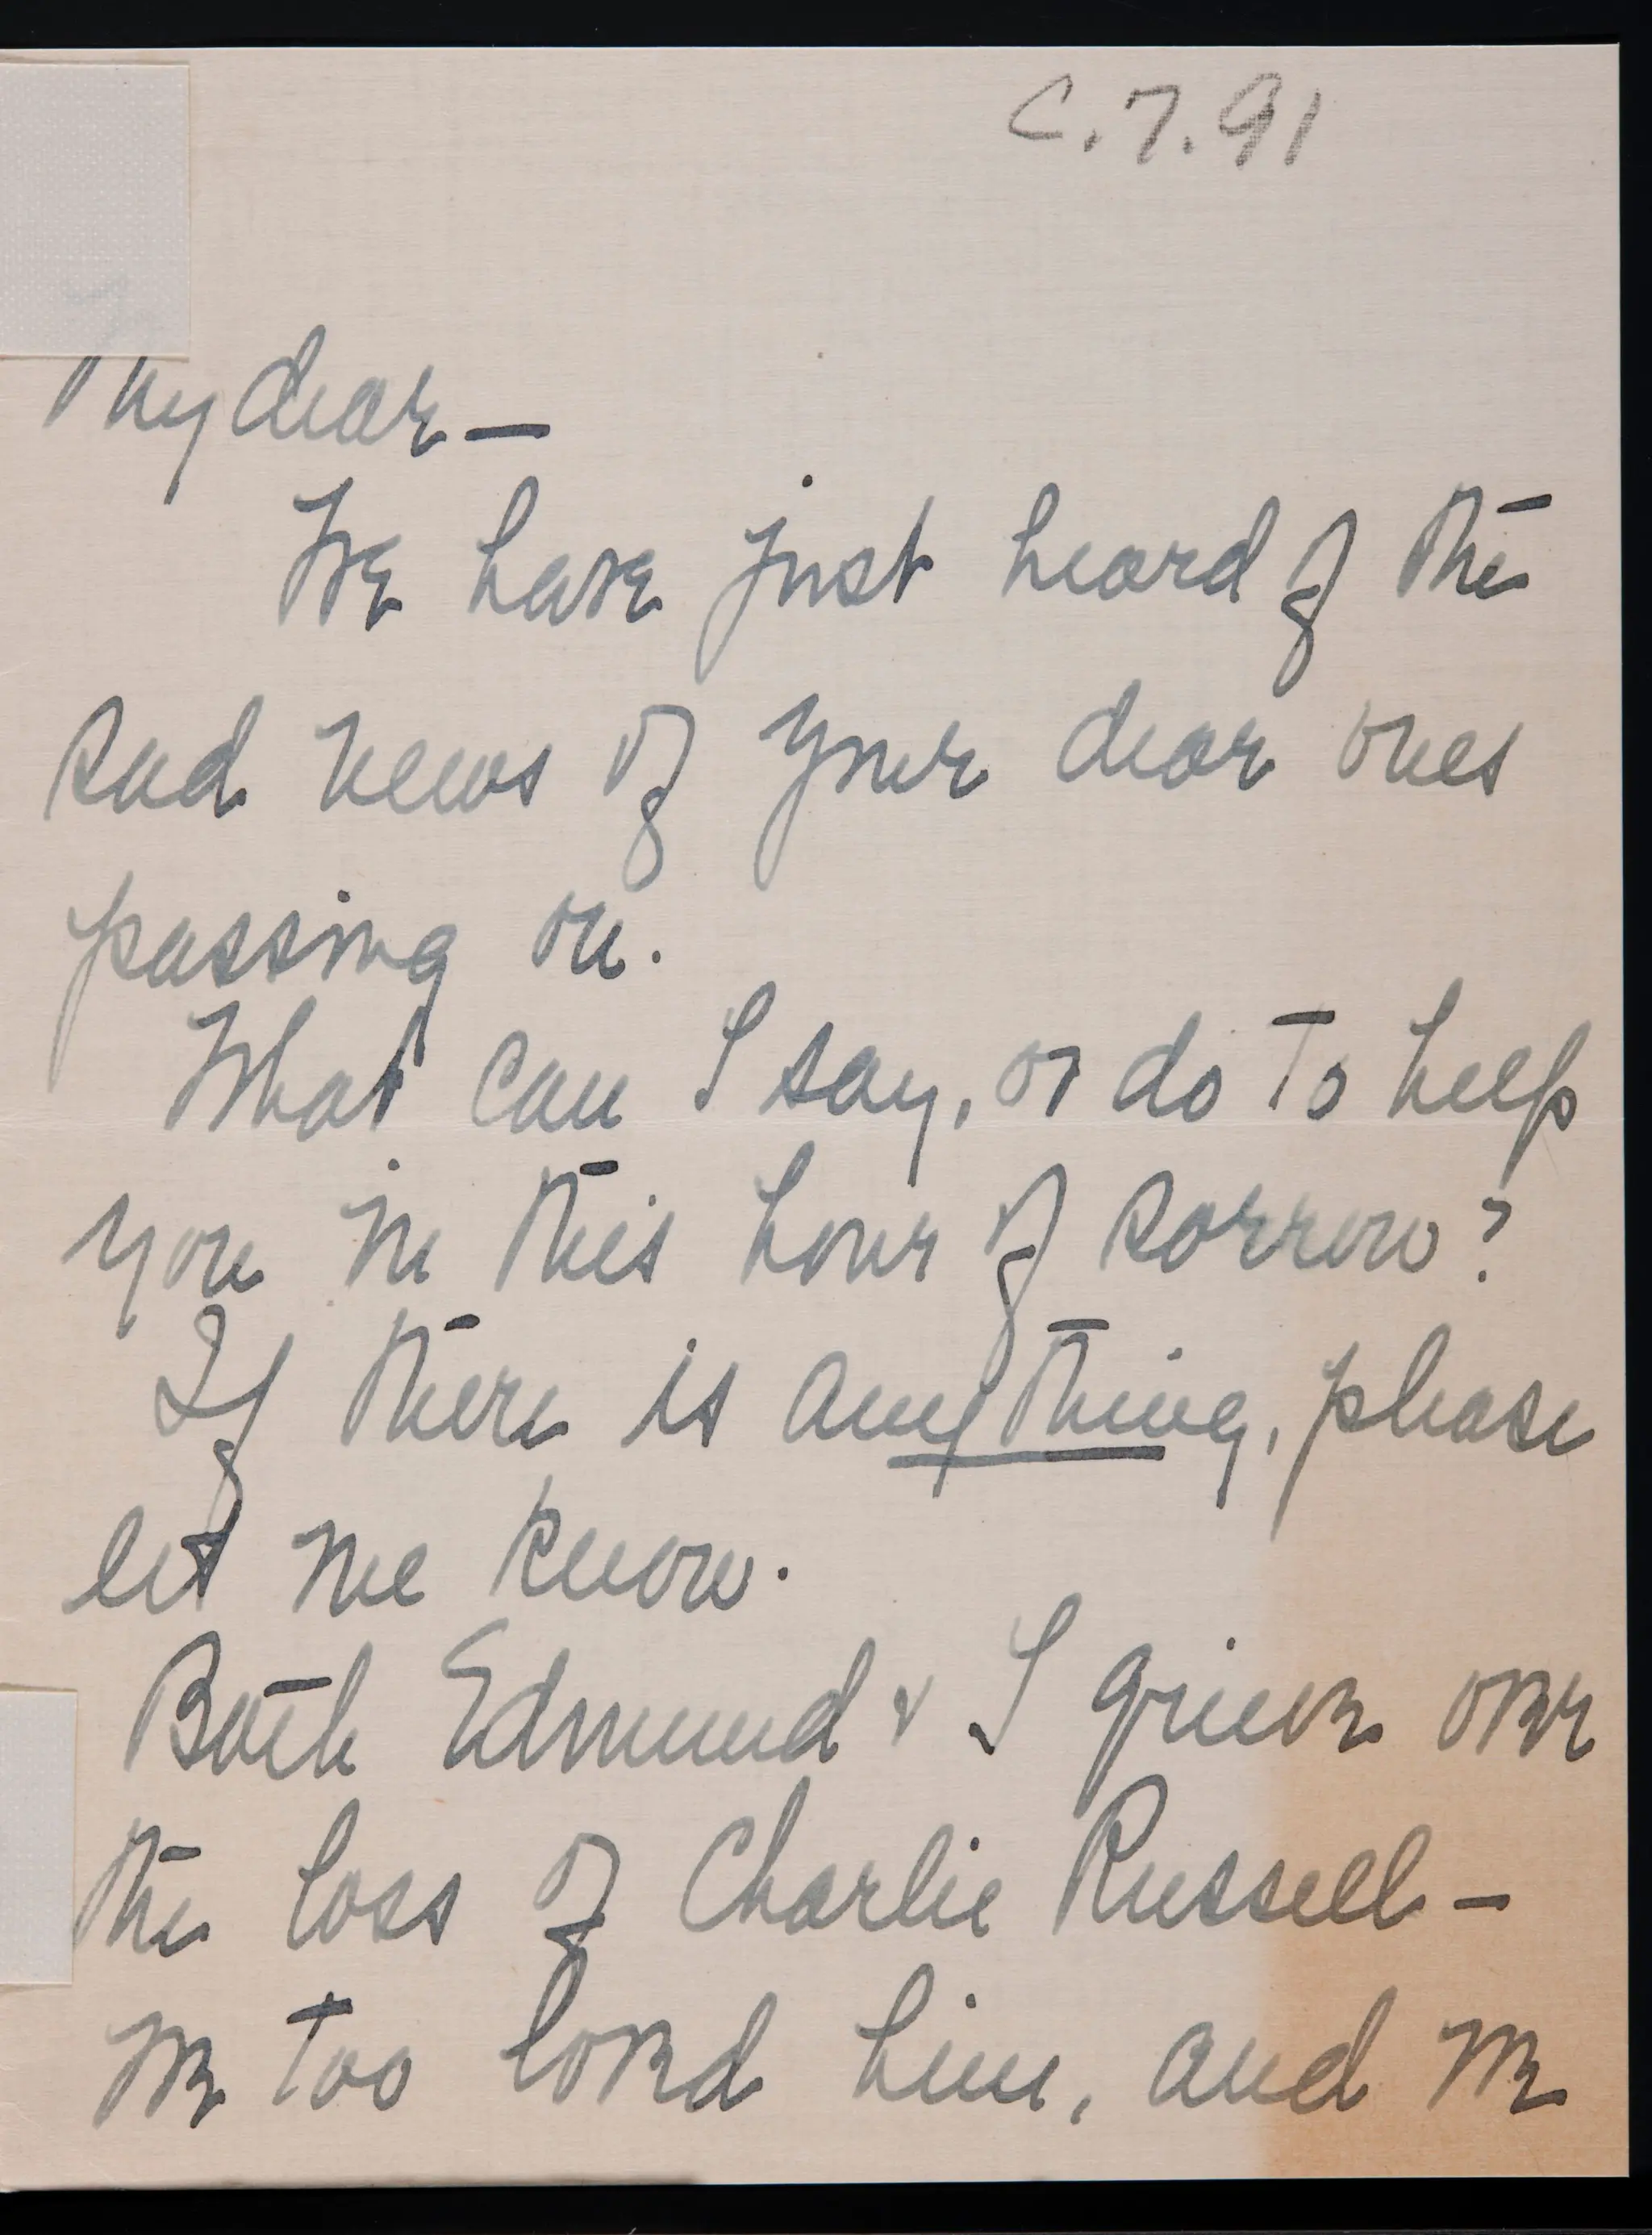 C.7.91
My dear —
We have just heard of the
sad news of your dear ones
passing on.
What can I say, or do to help
you in this hour of sorrow?
If there is anything, please
let me know.
Both Edmund & I grieve over
the loss of Charlie Russell —
We too loved him, and we